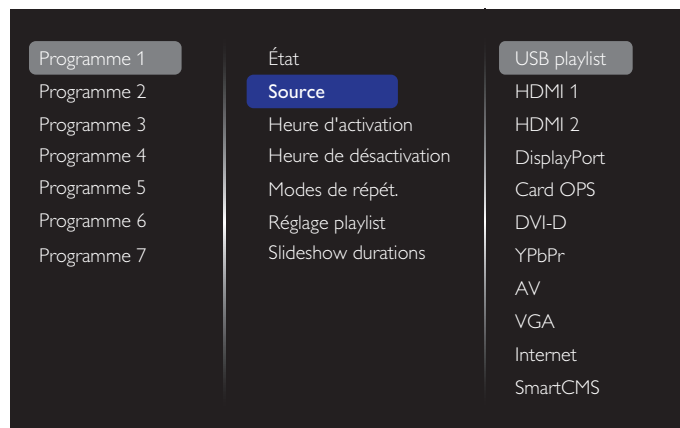 Programme 1
Programme 2
Programme 3
Programme 4
Programme 5
Programme 6
Programme 7
État
Source
Heure d'activation
Heure de désactivation
Modes de répét.
Réglage playlist
Slideshow durations
USB playlist
HDMI 1
HDMI 2
DisplayPort
Card OPS
DVI-D
YPbPr
AV
VGA
Internet
SmartCMS